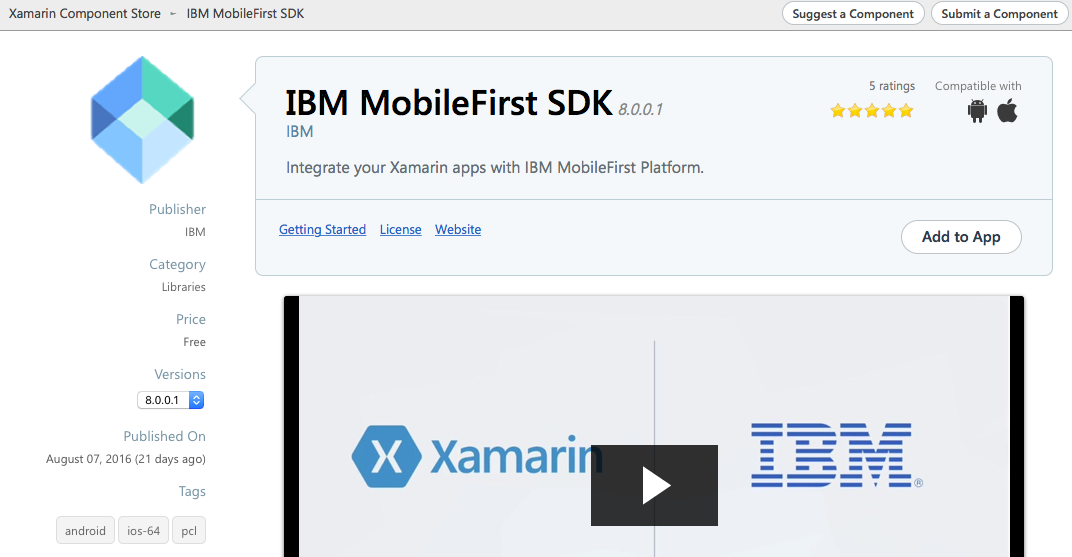 Xamarin Component Store - IBM MobileFirst SDK
Suggest a Component
Submit a Component
IBM MobileFirst SDK 8.0.0.1
IBM
Integrate your Xamarin apps with IBM MobileFirst Platform.
5 ratings
Compatible with
Getting Started License Website
Add to App
Publisher
IBM
Category
Libraries
Price
Free
Versions
8.0.0.1
Published On
August 07, 2016 (21 days ago)
Tags
android ios-64 pcl
X Xamarin
IBM®